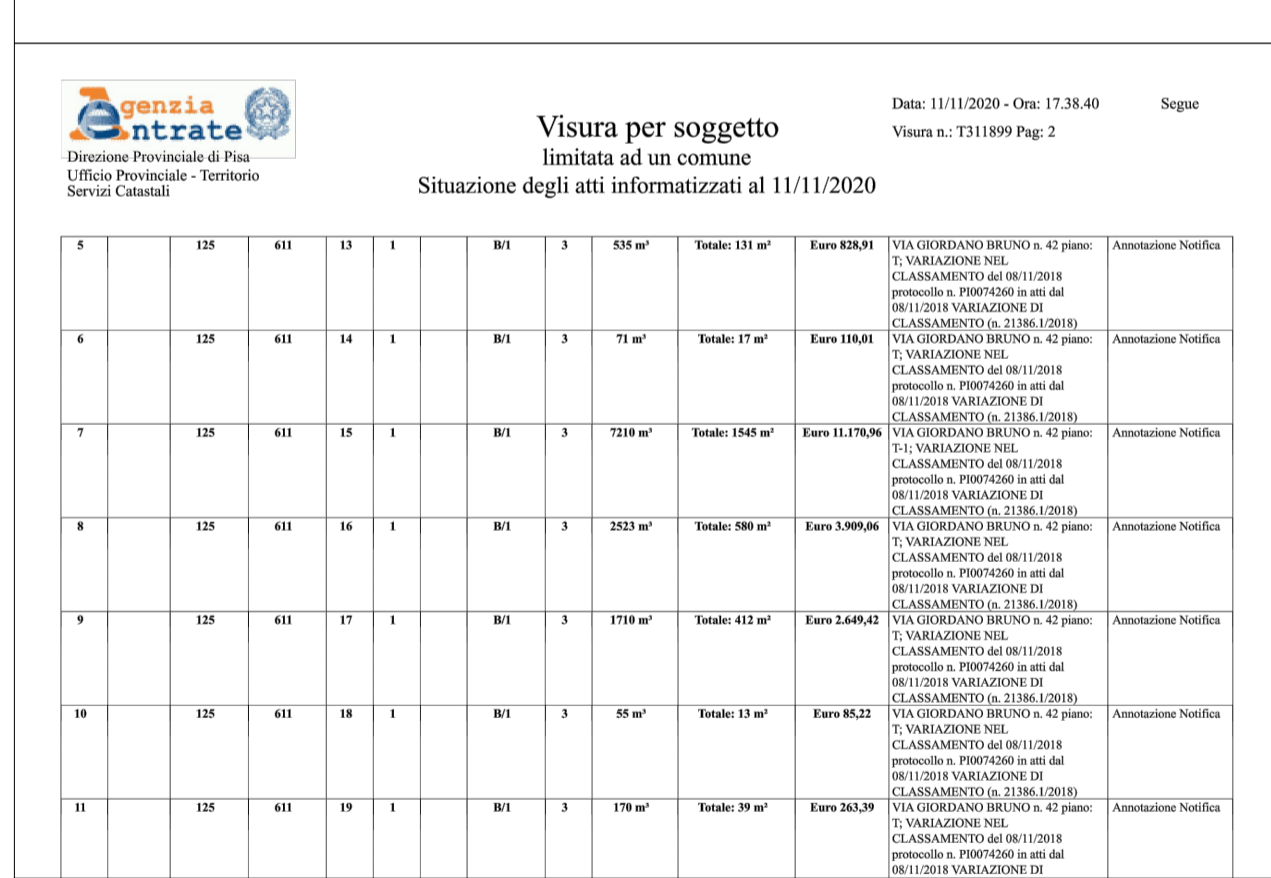 Agenzia
Entrate
Direzione Provinciale di Pisa
Ufficio Provinciale - Territorio
Servizi Catastali
Visura per soggetto
limitata ad un comune
Situazione degli atti informatizzati al 11/11/2020
Data: 11/11/2020 - Ora: 17.38.40 Segue
Visura n.: T311899 Pag: 2
5 125 611 13 1 B/1 3 535 m³ Totale: 131 m² Euro 828,91 VIA GIORDANO BRUNO n. 42 piano: Annotazione Notifica
T; VARIAZIONE NEL
CLASSAMENTO del 08/11/2018
protocollo n. PI0074260 in atti dal
08/11/2018 VARIAZIONE DI
CLASSAMENTO (n. 21386.1/2018)
6 125 611 14 1 B/1 3 71 m³ Totale: 17 m² Euro 110,01 VIA GIORDANO BRUNO n. 42 piano: Annotazione Notifica
T; VARIAZIONE NEL
CLASSAMENTO del 08/11/2018
protocollo n. PI0074260 in atti dal
08/11/2018 VARIAZIONE DI
CLASSAMENTO (n. 21386.1/2018)
7 125 611 15 1 B/1 3 7210 m³ Totale: 1545 m² Euro 11.170,96 VIA GIORDANO BRUNO n. 42 piano: Annotazione Notifica
T-1; VARIAZIONE NEL
CLASSAMENTO del 08/11/2018
protocollo n. PI0074260 in atti dal
08/11/2018 VARIAZIONE DI
CLASSAMENTO (n. 21386.1/2018)
8 125 611 16 1 B/1 3 2523 m³ Totale: 580 m² Euro 3.909,06 VIA GIORDANO BRUNO n. 42 piano: Annotazione Notifica
T; VARIAZIONE NEL
CLASSAMENTO del 08/11/2018
protocollo n. PI0074260 in atti dal
08/11/2018 VARIAZIONE DI
CLASSAMENTO (n. 21386.1/2018)
9 125 611 17 1 B/1 3 1710 m³ Totale: 412 m² Euro 2.649,42 VIA GIORDANO BRUNO n. 42 piano: Annotazione Notifica
T; VARIAZIONE NEL
CLASSAMENTO del 08/11/2018
protocollo n. PI0074260 in atti dal
08/11/2018 VARIAZIONE DI
CLASSAMENTO (n. 21386.1/2018)
10 125 611 18 1 B/1 3 55 m³ Totale: 13 m² Euro 85,22 VIA GIORDANO BRUNO n. 42 piano: Annotazione Notifica
T; VARIAZIONE NEL
CLASSAMENTO del 08/11/2018
protocollo n. PI0074260 in atti dal
08/11/2018 VARIAZIONE DI
CLASSAMENTO (n. 21386.1/2018)
11 125 611 19 1 B/1 3 170 m³ Totale: 39 m² Euro 263,39 VIA GIORDANO BRUNO n. 42 piano: Annotazione Notifica
T; VARIAZIONE NEL
CLASSAMENTO del 08/11/2018
protocollo n. PI0074260 in atti dal
08/11/2018 VARIAZIONE DI